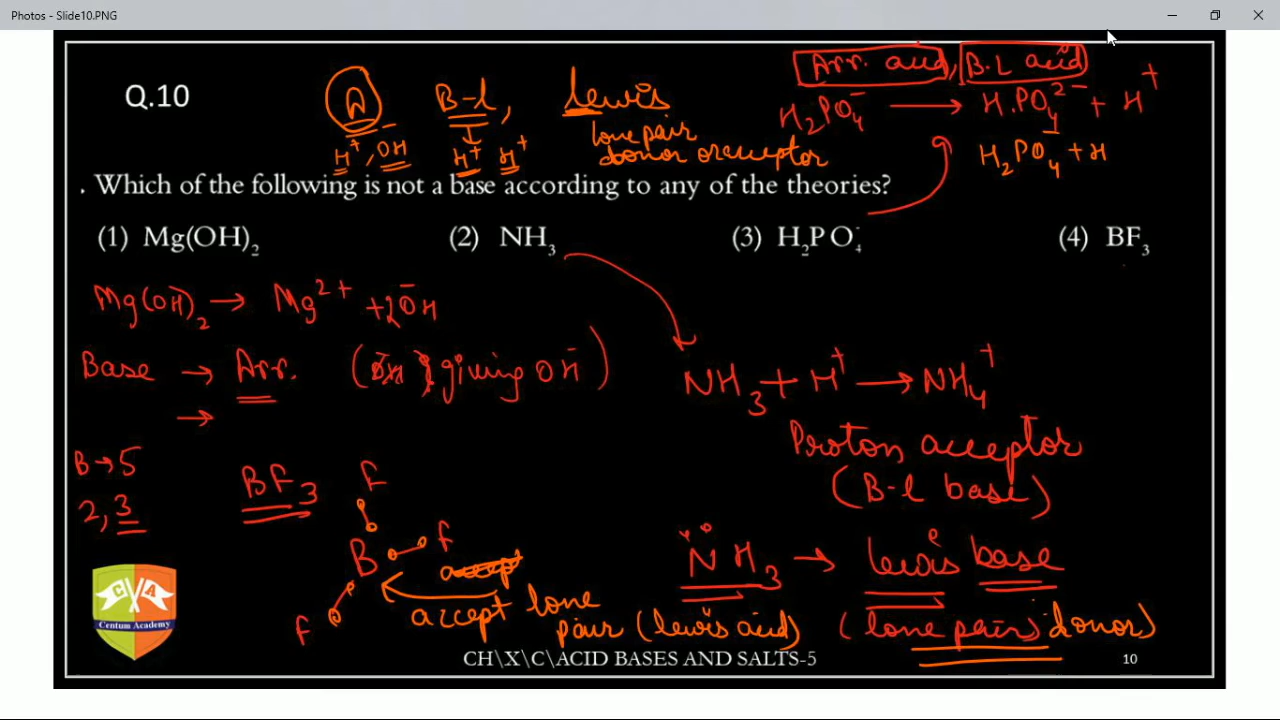 Photos - Slide10.PNG
Q.10
A B-L, Lewis
H⁺, OH H⁺ H⁺ lone pair
donor or acceptor
Arr. acid, B.L acid
H₂PO₄⁻ → H.PO₄²⁻ + H⁺
H₂PO₄⁻ + H
. Which of the following is not a base according to any of the theories?
(1) Mg(OH)₂ (2) NH₃ (3) H₂PO₄⁻ (4) BF₃
Mg(OH)₂ → Mg²⁺ + 2OH⁻
Base → Arr. (giving OH⁻)
→
NH₃ + H⁺ → NH₄⁺
Proton acceptor
(B-L base)
B → 5
2, 3
BF₃
F
B F
F
accept
accept lone
pair (Lewis acid)
NH₃ → Lewis base
(lone pair donor)
CA
Centum Academy
CH\X\C\ACID BASES AND SALTS-5
10